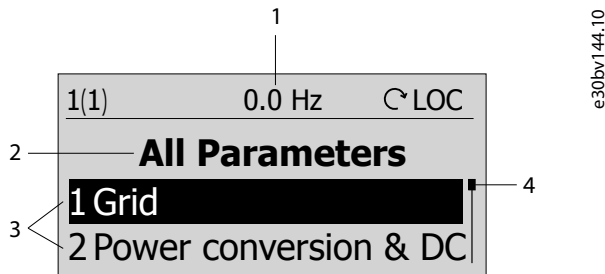 1
e30bv144.10
1(1) 0.0 Hz LOC
2 All Parameters
1 Grid 4
3
2 Power conversion & DC